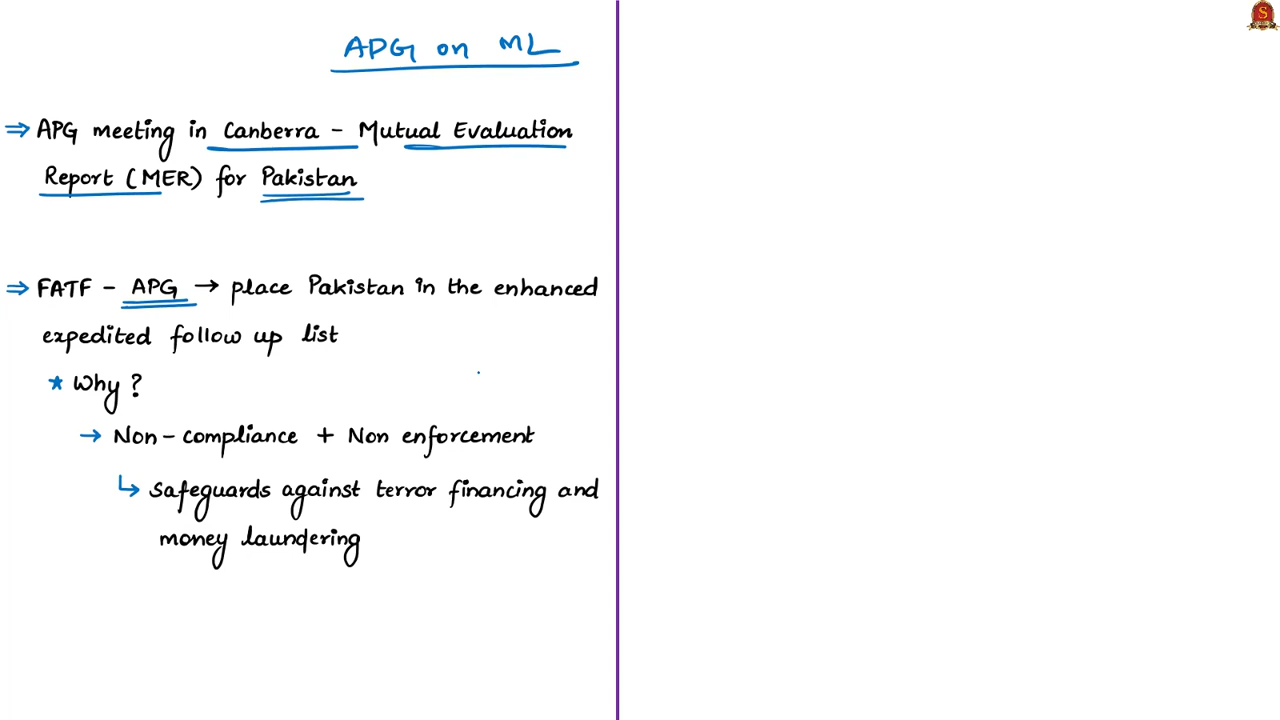 APG on ML
⇒ APG meeting in Canberra - Mutual Evaluation
Report (MER) for Pakistan
⇒ FATF - APG → place Pakistan in the enhanced
expedited follow up list
* Why?
→ Non-compliance + Non enforcement
↳ safeguards against terror financing and
money laundering
S